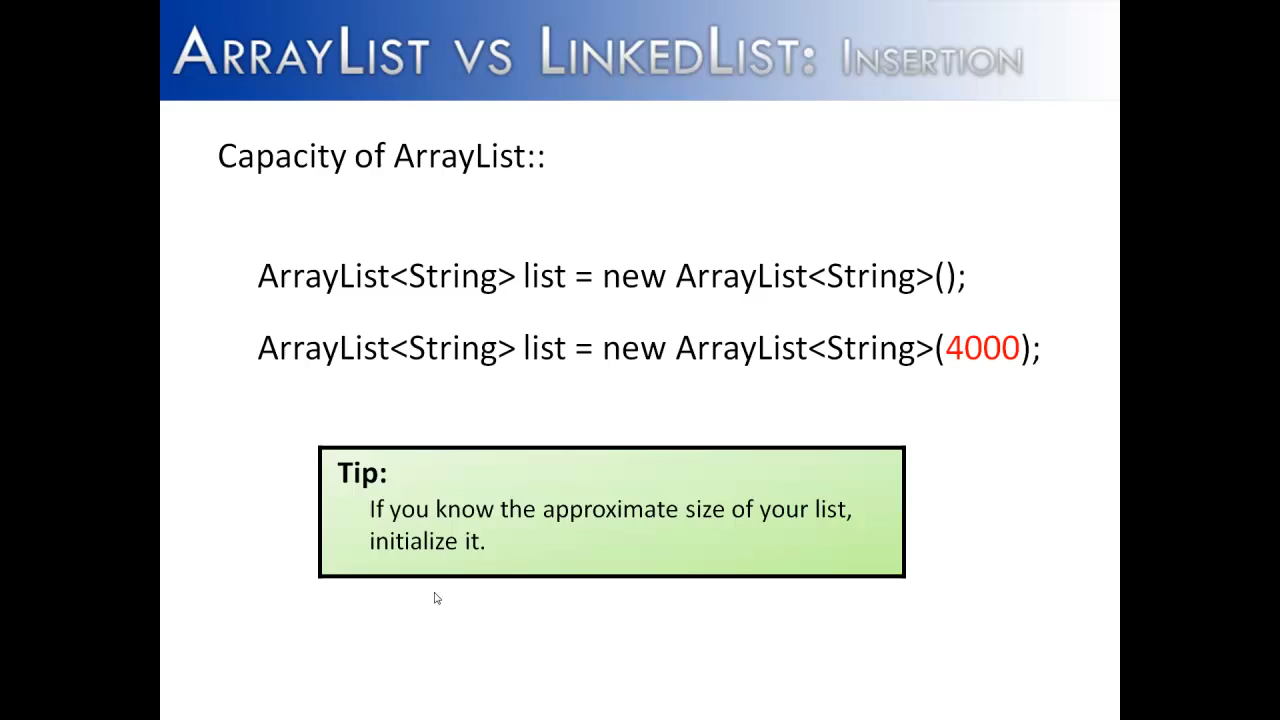 ArrayList vs LinkedList: Insertion
Capacity of ArrayList::
ArrayList<String> list = new ArrayList<String>();
ArrayList<String> list = new ArrayList<String>(4000);
Tip:
If you know the approximate size of your list,
initialize it.